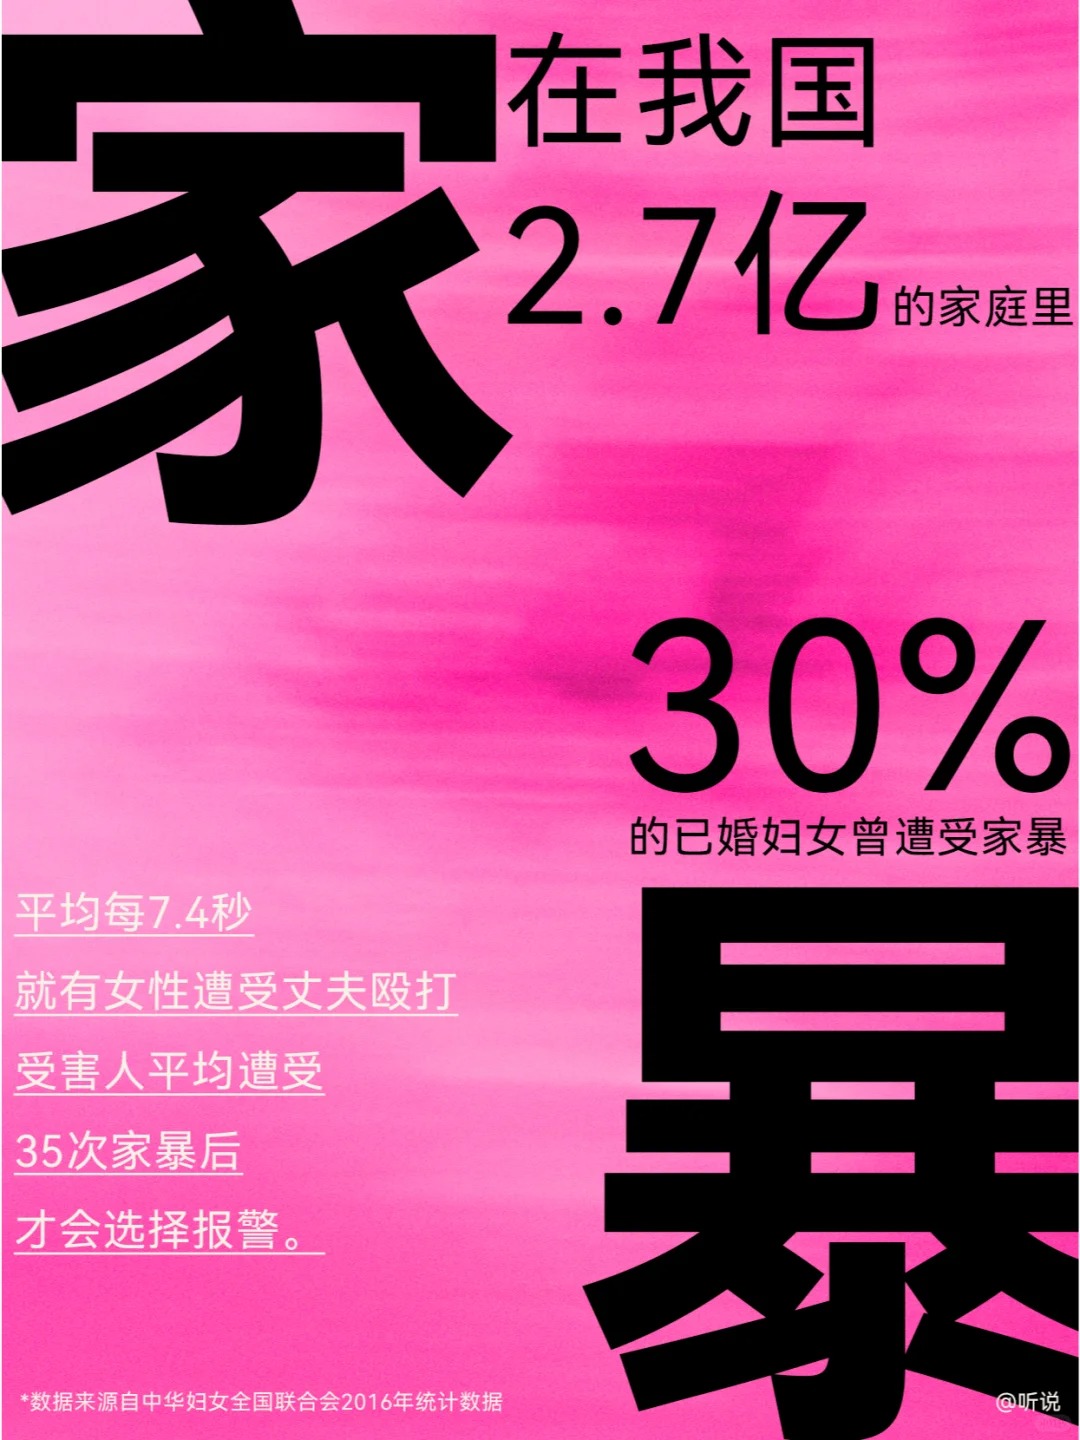 家
在我国
2.7亿的家庭里
30%
的已婚妇女曾遭受家暴
暴
平均每7.4秒
就有女性遭受丈夫殴打
受害人平均遭受
35次家暴后
才会选择报警。
*数据来源自中华妇女全国联合会2016年统计数据
@听说